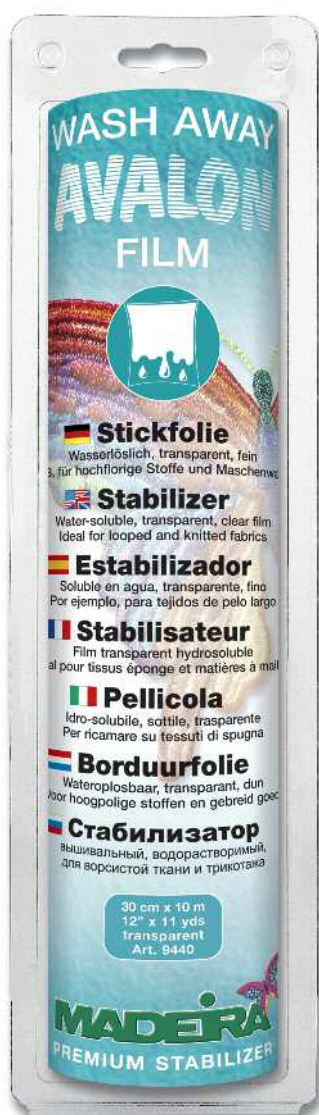 WASH AWAY
AVALON
FILM
Stickfolie
Wasserlöslich, transparent, fein
für hochflorige Stoffe und
Stabilizer
Water-soluble, transparent, clear film
Ideal for looped and knitted fabrics
Estabilizador
Soluble en agua, transparente, fino
Por ejemplo, para tejidos de pelo largo
Stabilisateur
Film transparent hydrosoluble
pour tissus éponge et matières à
Pellicola
Idro-solubile, sottile, trasparente
Per ricamare su tessuti di spugna
Borduurfolie
Wateroplosbaar, transparant, dun
hoogpolige stoffen en gebreid
Стабилизатор
вышивальный, водорастворимый,
для ворсистой ткани и трикотажа
30 cm x 10 m
12" x 11 yds
transparent
Art. 9440
MADEIRA
PREMIUM STABILIZER